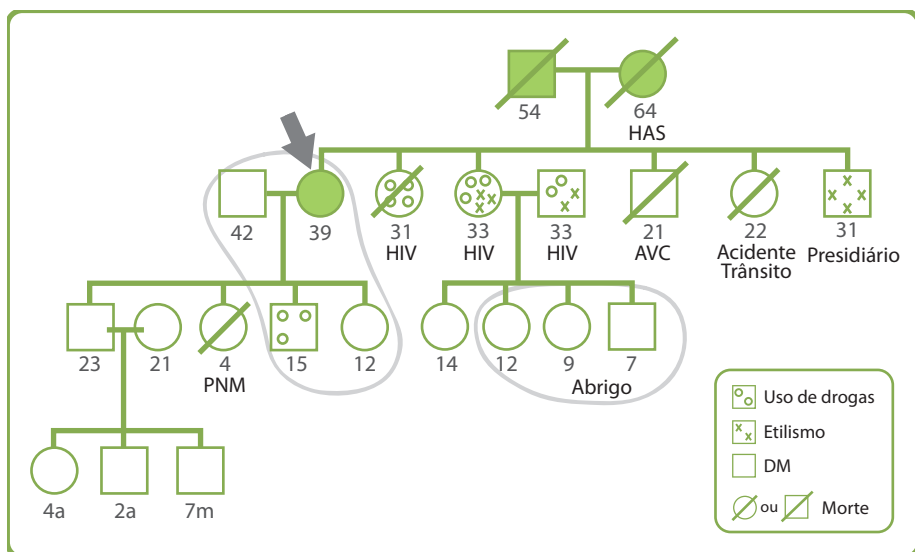 54
64
HAS
42
39
31
HIV
33
HIV
33
HIV
21
AVC
22
Acidente
Trânsito
31
Presidiário
23
21
4
PNM
15
12
14
12
9
7
Abrigo
4a
2a
7m
Uso de drogas
x x x Etilismo
DM
ou Morte